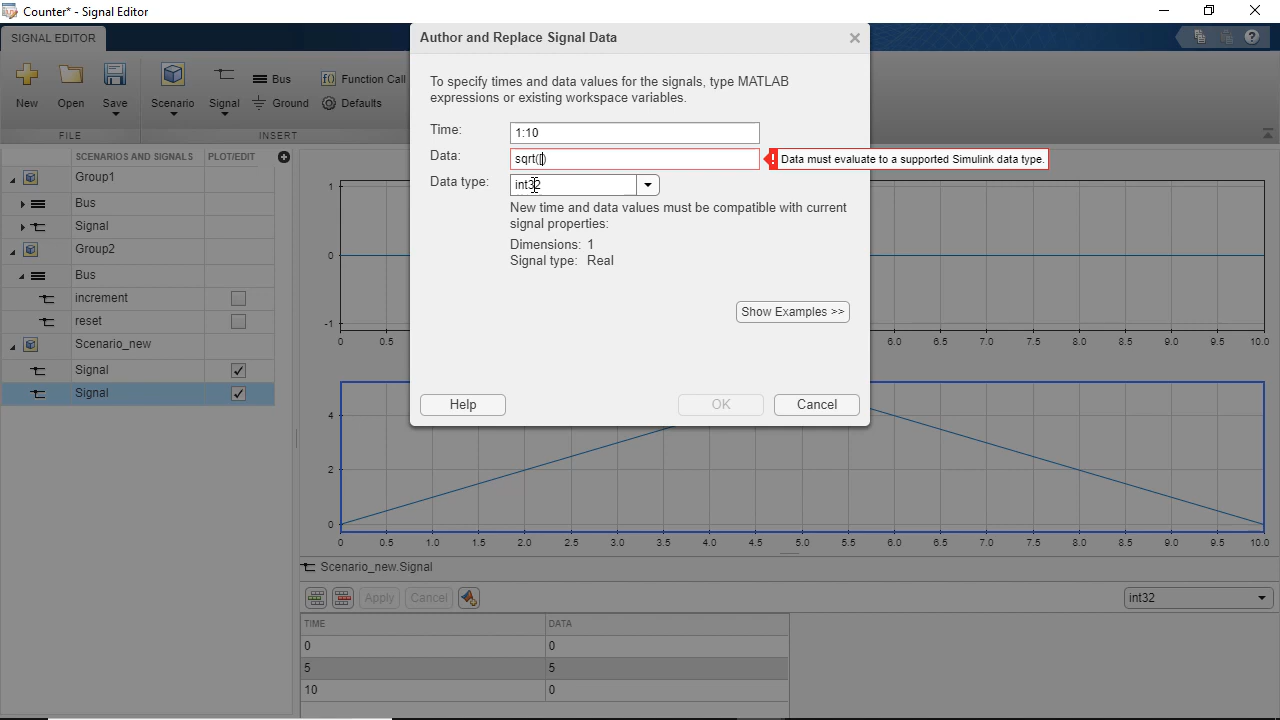 Counter* - Signal Editor
SIGNAL EDITOR
New
Open
Save
Scenario
Signal
Bus
Ground
Function Call
Defaults
FILE
INSERT
SCENARIOS AND SIGNALS
PLOT/EDIT
Group1
Bus
Signal
Group2
Bus
increment
reset
Scenario_new
Signal
Signal
Author and Replace Signal Data
To specify times and data values for the signals, type MATLAB
expressions or existing workspace variables.
Time:
1:10
Data:
sqrt()
Data must evaluate to a supported Simulink data type.
Data type:
int32
New time and data values must be compatible with current
signal properties:
Dimensions: 1
Signal type: Real
Show Examples >>
Help
OK
Cancel
1
0
-1
0 0.5 6.0 6.5 7.0 7.5 8.0 8.5 9.0 9.5 10.0
4
2
0
0 0.5 1.0 1.5 2.0 2.5 3.0 3.5 4.0 4.5 5.0 5.5 6.0 6.5 7.0 7.5 8.0 8.5 9.0 9.5 10.0
Scenario_new.Signal
Apply
Cancel
int32
TIME DATA
0 0
5 5
10 0